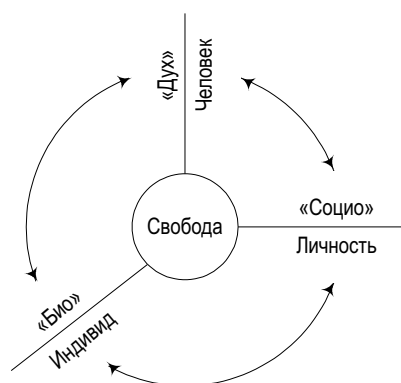 «Дух»
Человек
Свобода
«Социо»
Личность
«Био»
Индивид